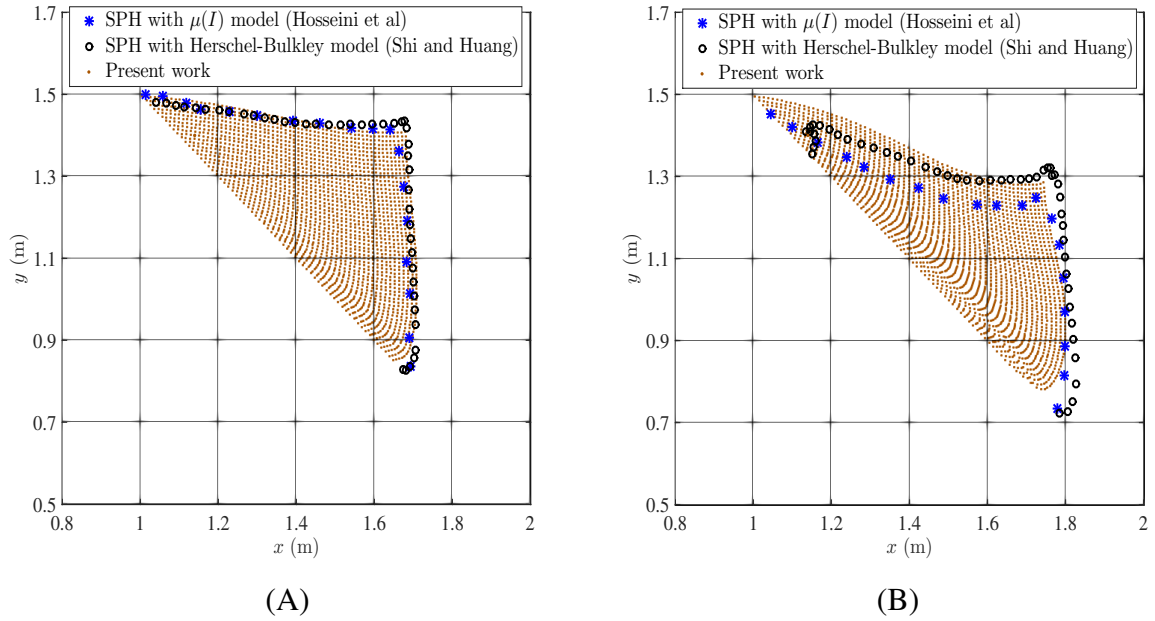 1.7
SPH with μ(I) model (Hosseini et al)
SPH with Herschel-Bulkley model (Shi and Huang)
Present work
1.5
1.3
y (m)
1.1
0.9
0.7
0.5
0.8
1
1.2
1.4
1.6
1.8
2
x (m)
(A)
1.7
SPH with μ(I) model (Hosseini et al)
SPH with Herschel-Bulkley model (Shi and Huang)
Present work
1.5
1.3
y (m)
1.1
0.9
0.7
0.5
0.8
1
1.2
1.4
1.6
1.8
2
x (m)
(B)